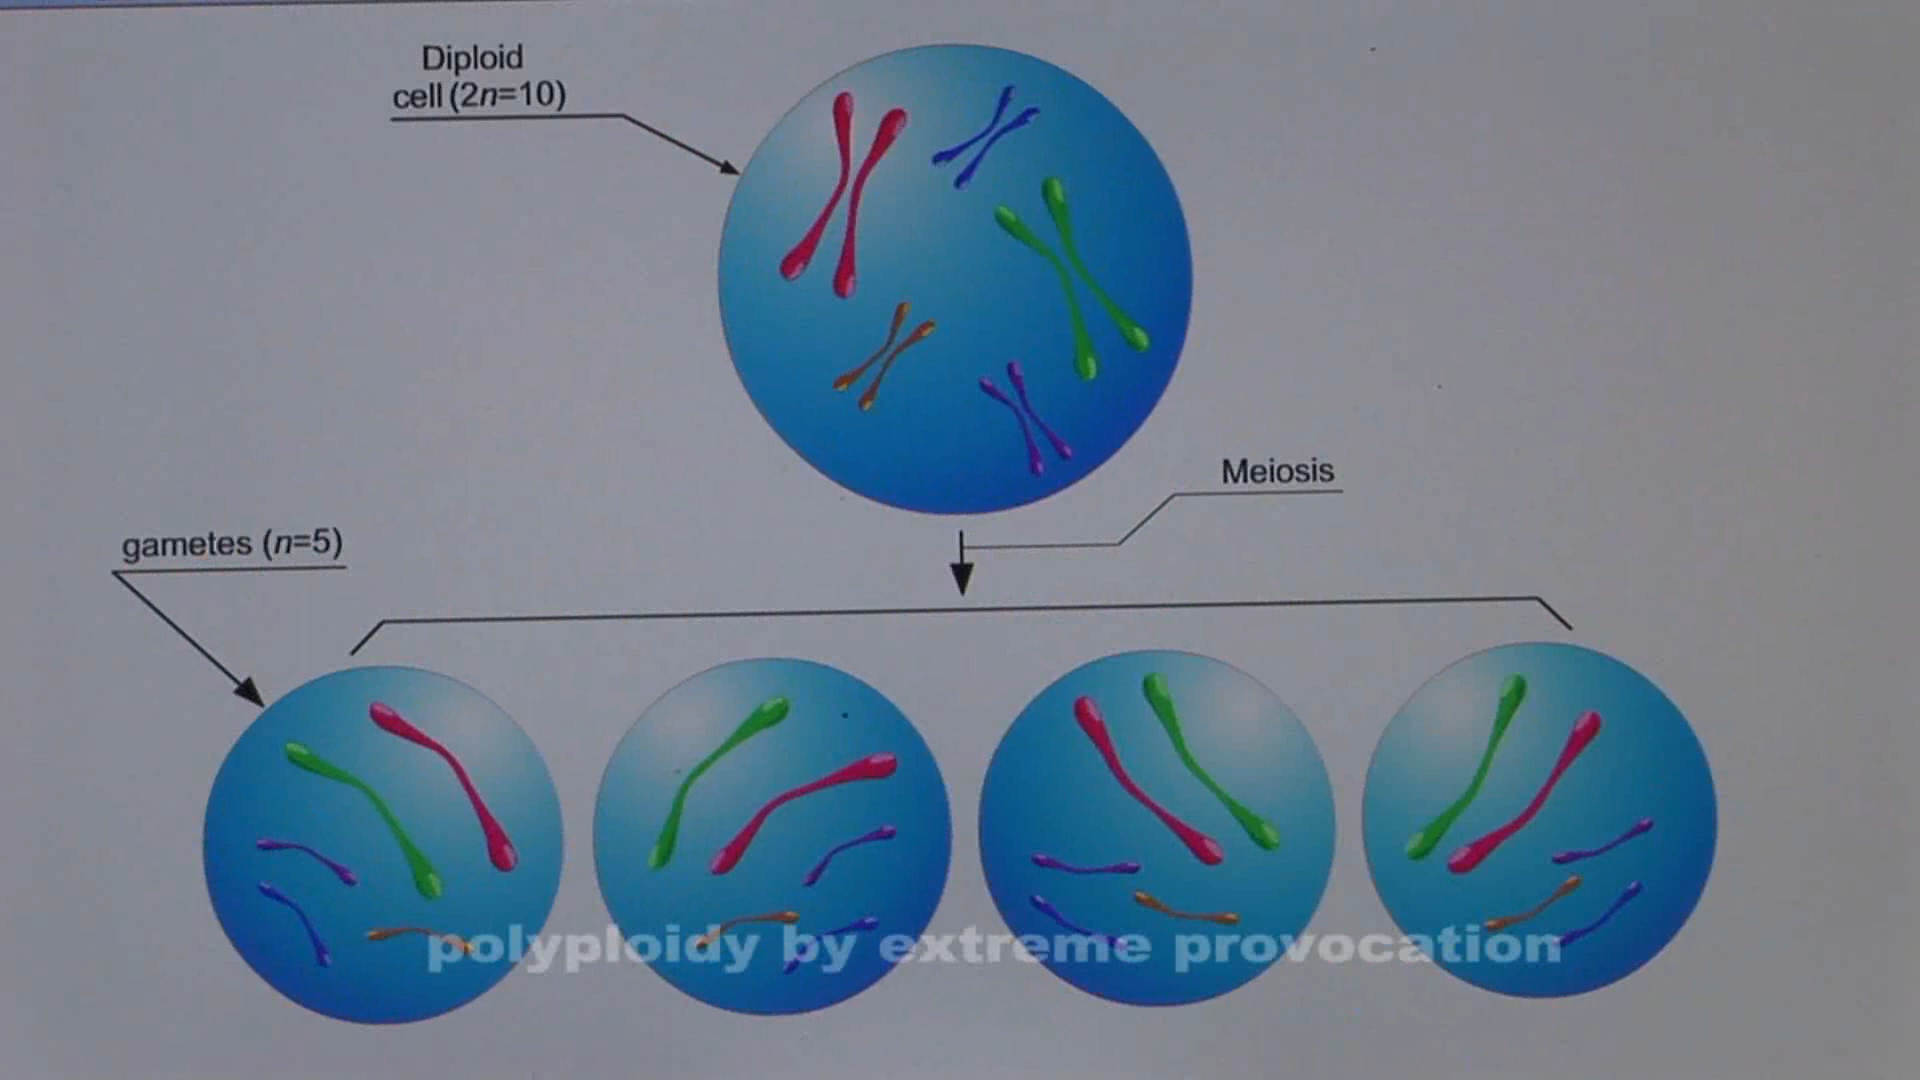 Diploid
cell (2n=10)
Meiosis
gametes (n=5)
polyploidy by extreme provocation